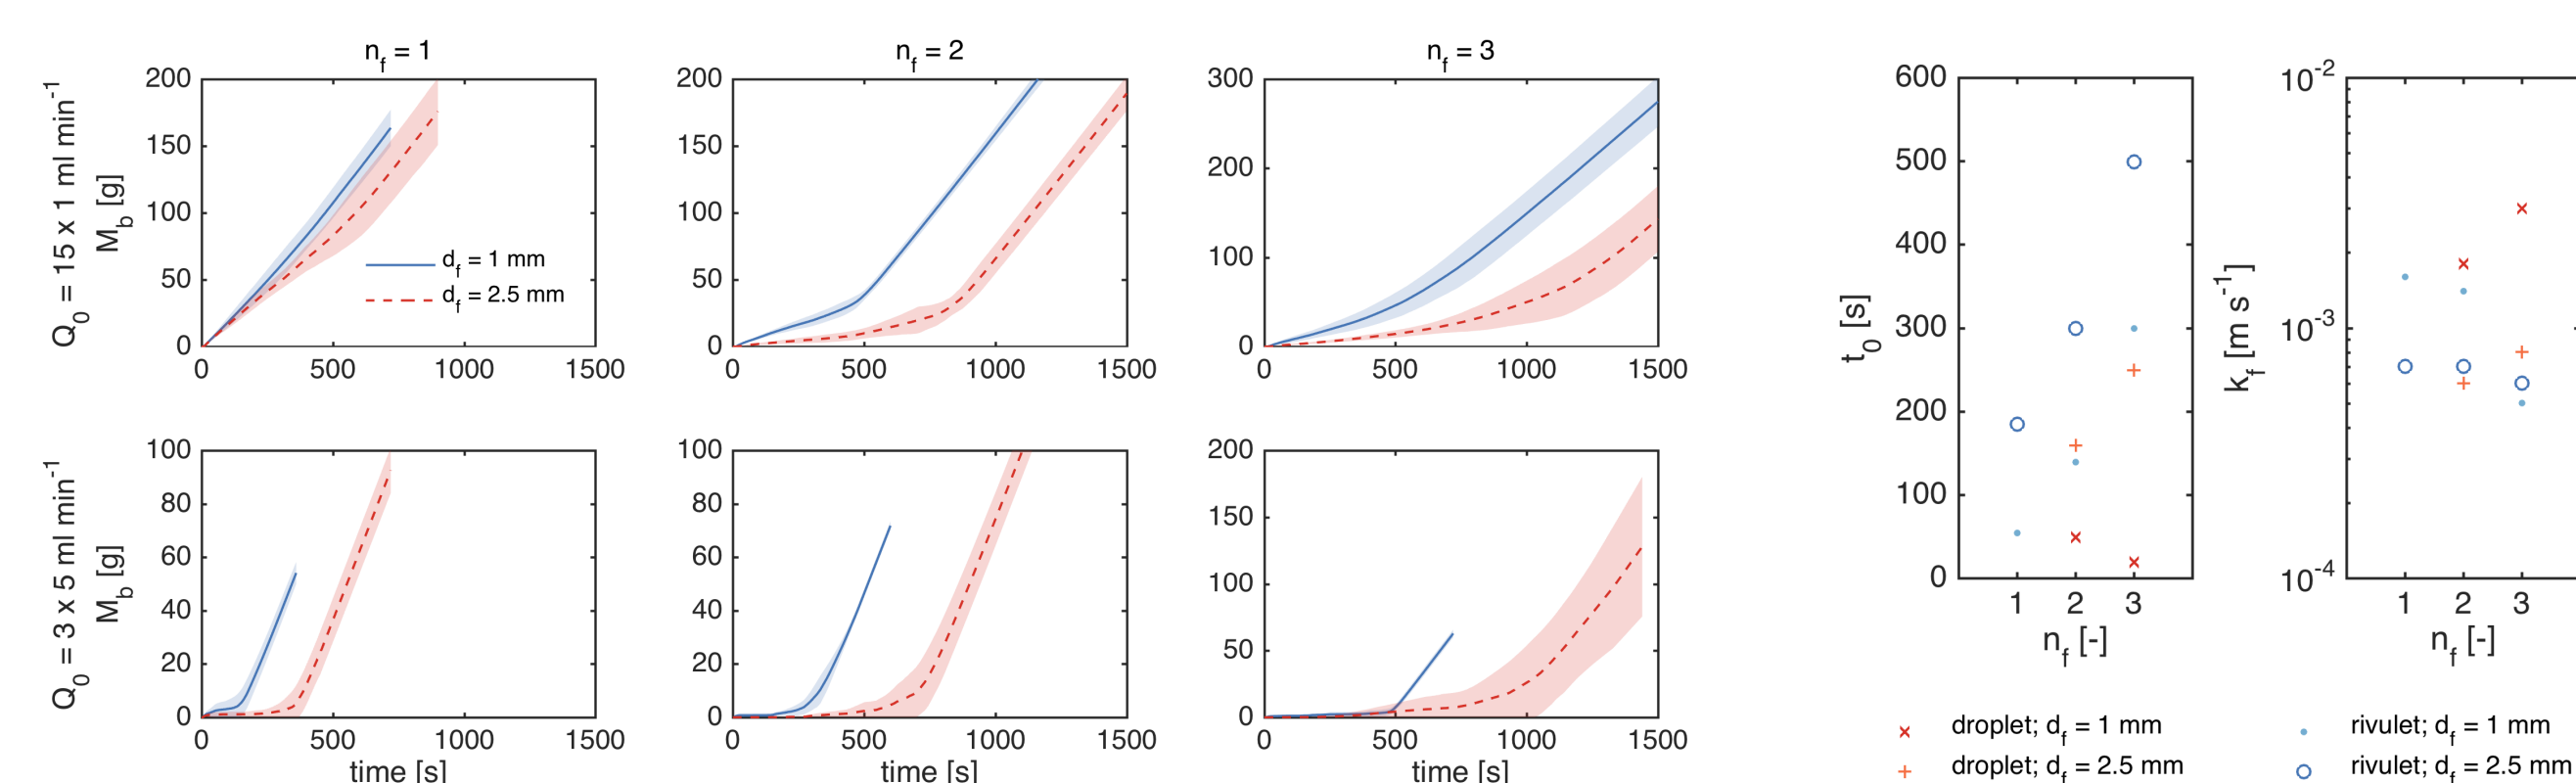 n_f = 1
n_f = 2
n_f = 3
Q_0 = 15 x 1 ml min^-1
M_b [g]
200
150
100
50
0
0 500 1000 1500
d_f = 1 mm
d_f = 2.5 mm
200
150
100
50
0
0 500 1000 1500
300
200
100
0
0 500 1000 1500
Q_0 = 3 x 5 ml min^-1
M_b [g]
100
80
60
40
20
0
0 500 1000 1500
time [s]
100
80
60
40
20
0
0 500 1000 1500
time [s]
200
150
100
50
0
0 500 1000 1500
time [s]
t_0 [s]
600
500
400
300
200
100
0
1 2 3
n_f [-]
k_f [m s^-1]
10^-2
10^-3
10^-4
1 2 3
n_f [-]
droplet; d_f = 1 mm
droplet; d_f = 2.5 mm
rivulet; d_f = 1 mm
rivulet; d_f = 2.5 mm